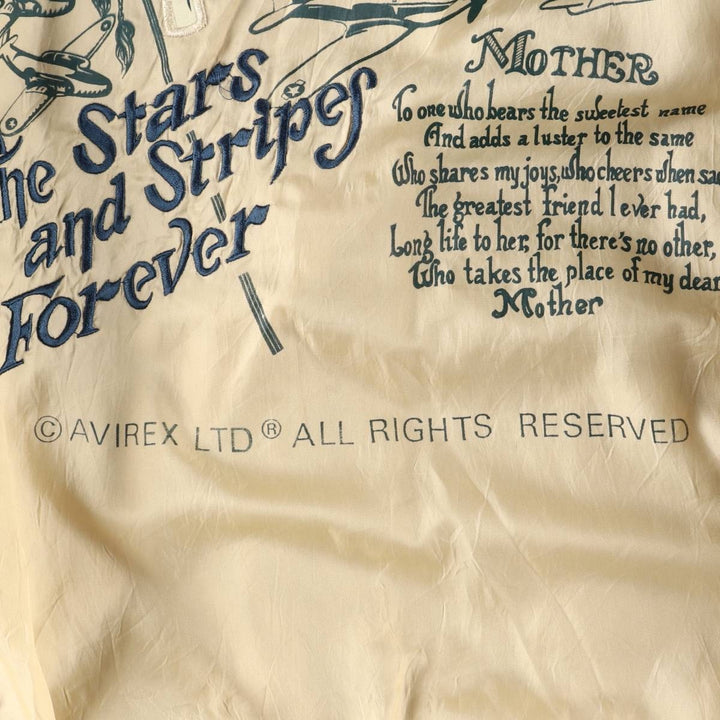 The Stars
and Stripes
Forever
MOTHER
To one who bears the sweetest name
And adds a luster to the same
Who shares my joys, who cheers when sad
The greatest friend I ever had,
Long life to her, for there's no other,
Who takes the place of my dear
Mother
© AVIREX LTD ® ALL RIGHTS RESERVED